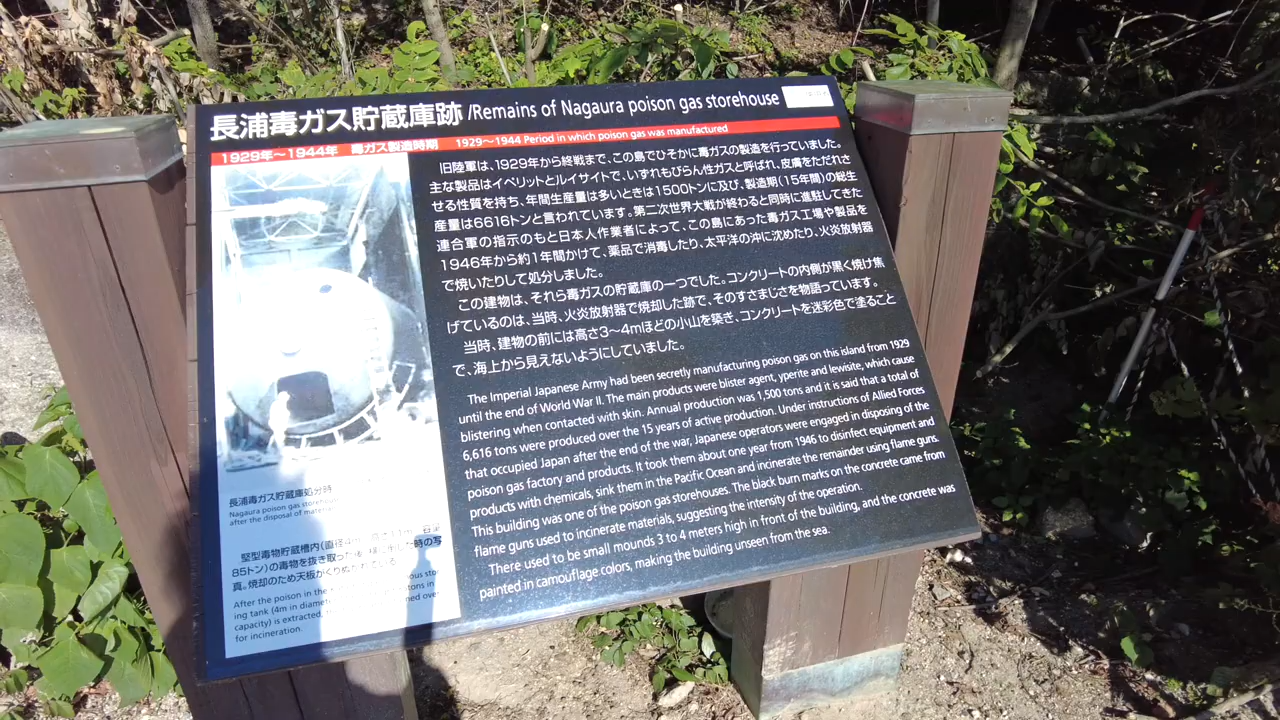 長浦毒ガス貯蔵庫跡 /Remains of Nagaura poison gas storehouse
1929年〜1944年 毒ガス製造時期 1929〜1944 Period in which poison gas was manufactured
旧陸軍は、1929年から終戦まで、この島でひそかに毒ガスの製造を行っていました。
主な製品はイペリットとルイサイトで、いずれもびらん性ガスと呼ばれ、皮膚をただれさ
せる性質を持ち、年間生産量は多いときは1500トンに及び、製造期(15年間)の総生
産量は6616トンと言われています。第二次世界大戦が終わると同時に進駐してきた
連合軍の指示のもと日本人作業者によって、この島にあった毒ガス工場や製品を
1946年から約1年間かけて、薬品で消毒したり、太平洋の沖に沈めたり、火炎放射器
で焼いたりして処分しました。
この建物は、それら毒ガスの貯蔵庫の一つでした。コンクリートの内側が黒く焼け焦
げているのは、当時、火炎放射器で焼却した跡で、そのすさまじさを物語っています。
当時、建物の前には高さ3〜4mほどの小山を築き、コンクリートを迷彩色で塗ること
で、海上から見えないようにしていました。
The Imperial Japanese Army had been secretly manufacturing poison gas on this island from 1929
until the end of World War II. The main products were blister agent, yperite and lewisite, which cause
blistering when contacted with skin. Annual production was 1,500 tons and it is said that a total of
6,616 tons were produced over the 15 years of active production. Under instructions of Allied Forces
that occupied Japan after the end of the war, Japanese operators were engaged in disposing of the
poison gas factory and products. It took them about one year from 1946 to disinfect equipment and
products with chemicals, sink them in the Pacific Ocean and incinerate the remainder using flame guns.
This building was one of the poison gas storehouses. The black burn marks on the concrete came from
flame guns used to incinerate materials, suggesting the intensity of the operation.
There used to be small mounds 3 to 4 meters high in front of the building, and the concrete was
painted in camouflage colors, making the building unseen from the sea.
長浦毒ガス貯蔵庫処分時
Nagaura poison gas storehouse
after the disposal of materials
堅型毒物貯蔵槽内(直径4m、高さ11m、容量
85トン)の毒物を抜き取った後、横に倒した時の写
真。焼却のため天板がくりぬかれている
After the poison in the
ing tank (4m in diameter
capacity) is extracted,
for incineration.